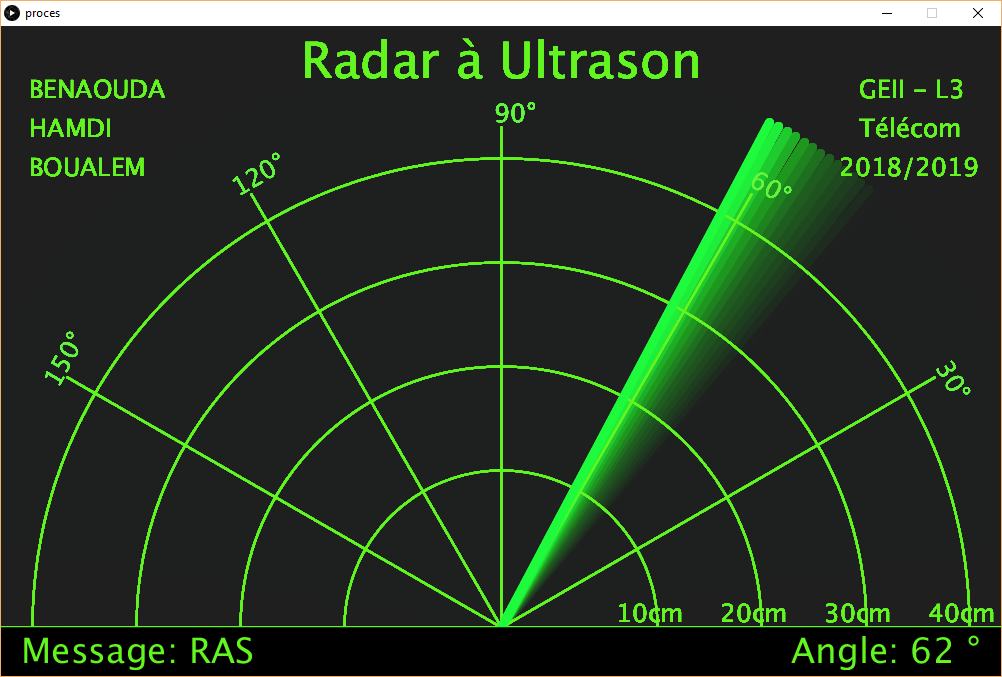 proces
Radar à Ultrason
BENAOUDA
HAMDI
BOUALEM
GEII - L3
Télécom
2018/2019
90°
120°
60°
150°
30°
10cm 20cm 30cm 40cm
Message: RAS
Angle: 62 °